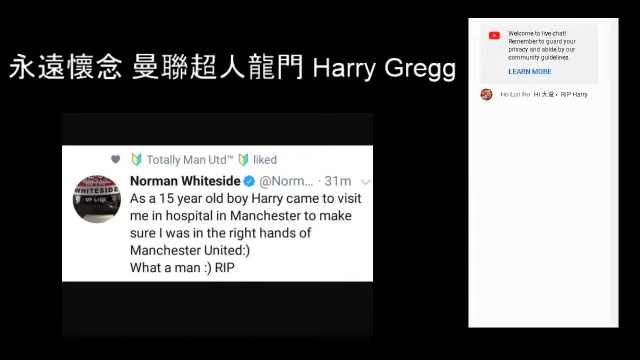 永遠懷念 曼聯超人龍門 Harry Gregg
Totally Man Utd™ liked
Norman Whiteside @Norm... · 31m
As a 15 year old boy Harry came to visit
me in hospital in Manchester to make
sure I was in the right hands of
Manchester United:)
What a man :) RIP
WHITESIDE
Welcome to live chat!
Remember to guard your
privacy and abide by our
community guidelines.
LEARN MORE
Ho Lun Ho Hi 大爺, RIP Harry